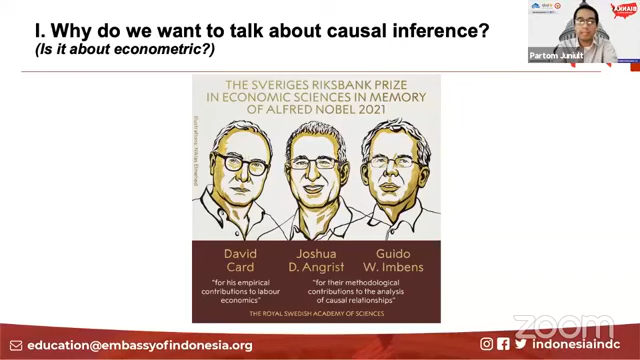 I. Why do we want to talk about causal inference?
(Is it about econometric?)
Partom Juniult
THE SVERIGES RIKSBANK PRIZE
IN ECONOMIC SCIENCES IN MEMORY
OF ALFRED NOBEL 2021
David
Card
"for his empirical
contributions to labour
economics"
Joshua
D. Angrist
Guido
W. Imbens
"for their methodological
contributions to the analysis
of causal relationships"
THE ROYAL SWEDISH ACADEMY OF SCIENCES
zoom
education@embassyofindonesia.org
indonesiaindc